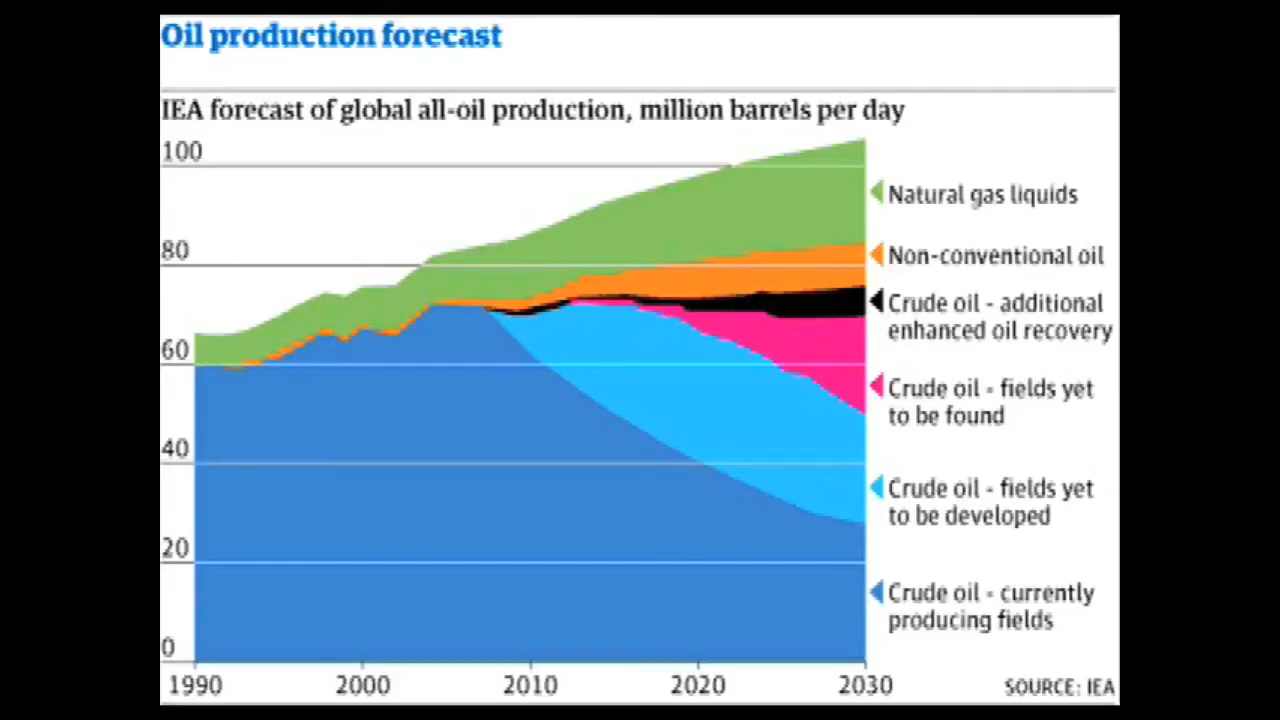 Oil production forecast
IEA forecast of global all-oil production, million barrels per day
100
80
60
40
20
0
1990 2000 2010 2020 2030
Natural gas liquids
Non-conventional oil
Crude oil - additional
enhanced oil recovery
Crude oil - fields yet
to be found
Crude oil - fields yet
to be developed
Crude oil - currently
producing fields
SOURCE: IEA